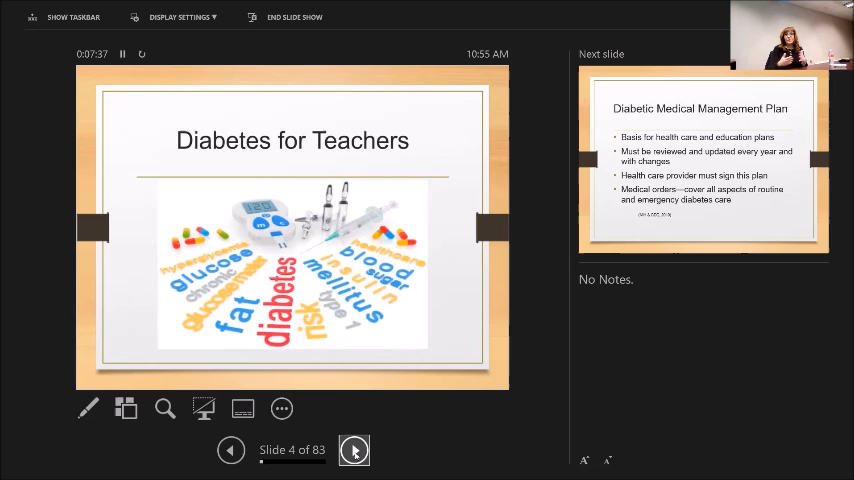 SHOW TASKBAR
DISPLAY SETTINGS ▼
END SLIDE SHOW
0:07:37
10:55 AM
Diabetes for Teachers
120
hyperglycemia
glucose
chronic
glucose meter
fat
diabetes
risk
type 1
mellitus
insulin
blood
sugar
healthcare
Slide 4 of 83
Next slide
Diabetic Medical Management Plan
• Basis for health care and education plans
• Must be reviewed and updated every year and
with changes
• Health care provider must sign this plan
• Medical orders—cover all aspects of routine
and emergency diabetes care
No Notes.
A
A